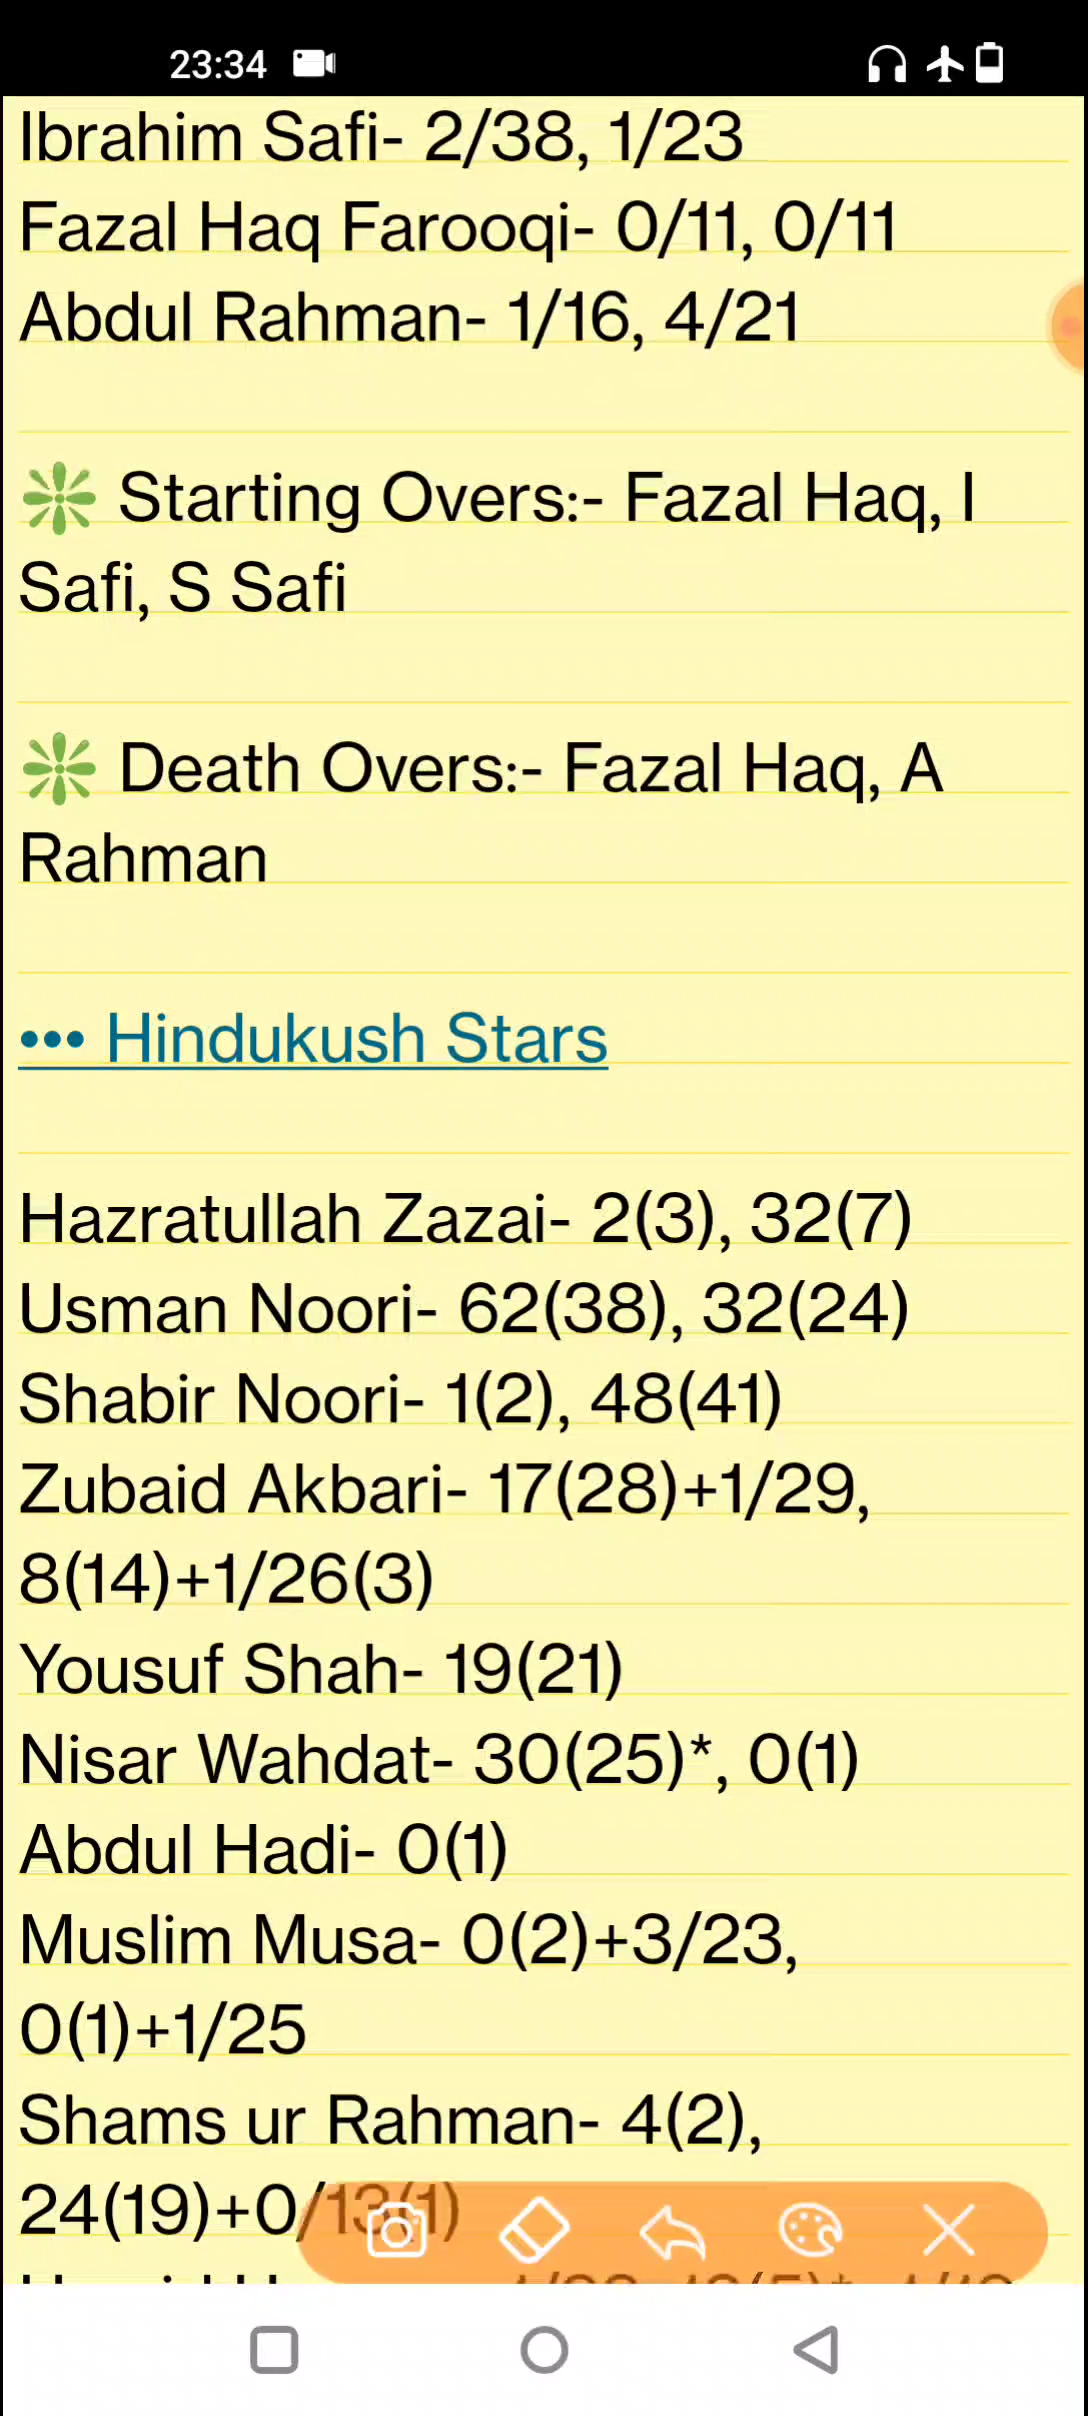 23:34
Ibrahim Safi- 2/38, 1/23
Fazal Haq Farooqi- 0/11, 0/11
Abdul Rahman- 1/16, 4/21
Starting Overs:- Fazal Haq, I
Safi, S Safi
Death Overs:- Fazal Haq, A
Rahman
••• Hindukush Stars
Hazratullah Zazai- 2(3), 32(7)
Usman Noori- 62(38), 32(24)
Shabir Noori- 1(2), 48(41)
Zubaid Akbari- 17(28)+1/29,
8(14)+1/26(3)
Yousuf Shah- 19(21)
Nisar Wahdat- 30(25)*, 0(1)
Abdul Hadi- 0(1)
Muslim Musa- 0(2)+3/23,
0(1)+1/25
Shams ur Rahman- 4(2),
24(19)+0/13(1)